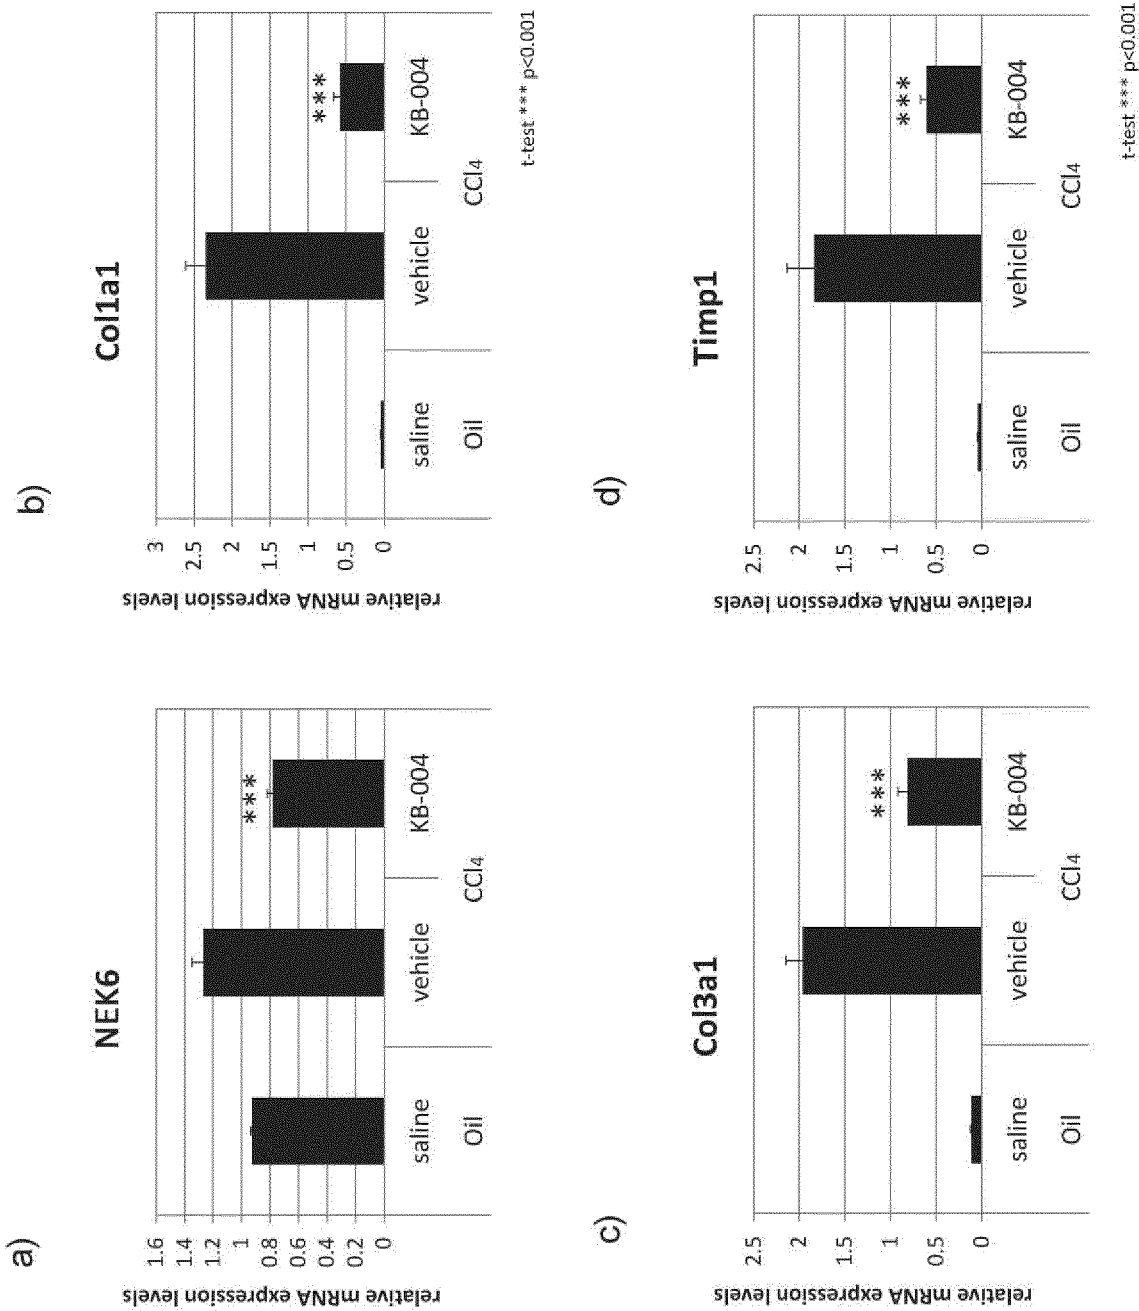 a)
NEK6
relative mRNA expression levels
1.6
1.4
1.2
1
0.8
0.6
0.4
0.2
0
***
saline
vehicle
KB-004
Oil
CCl4
b)
Col1a1
relative mRNA expression levels
3
2.5
2
1.5
1
0.5
0
***
saline
vehicle
KB-004
Oil
CCl4
t-test *** p<0.001
c)
Col3a1
relative mRNA expression levels
2.5
2
1.5
1
0.5
0
***
saline
vehicle
KB-004
Oil
CCl4
d)
Timp1
relative mRNA expression levels
2.5
2
1.5
1
0.5
0
***
saline
vehicle
KB-004
Oil
CCl4
t-test *** p<0.001